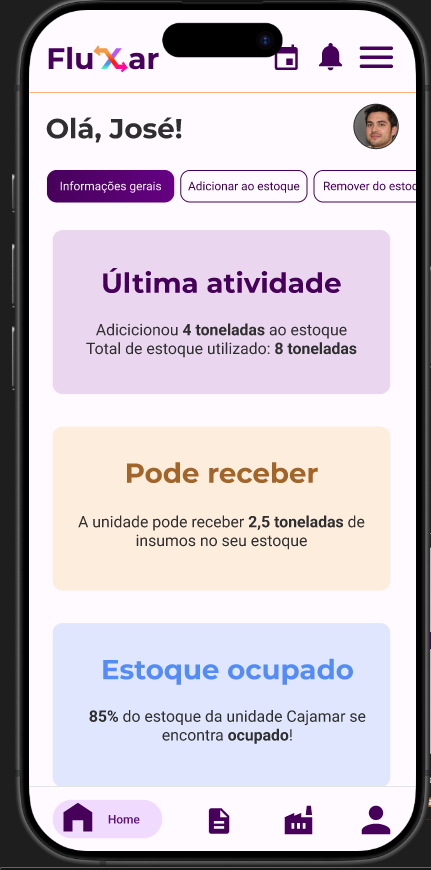 FluXar
Olá, José!
Informações gerais
Adicionar ao estoque
Remover do estoq
Última atividade
Adicicionou 4 toneladas ao estoque
Total de estoque utilizado: 8 toneladas
Pode receber
A unidade pode receber 2,5 toneladas de
insumos no seu estoque
Estoque ocupado
85% do estoque da unidade Cajamar se
encontra ocupado!
Home